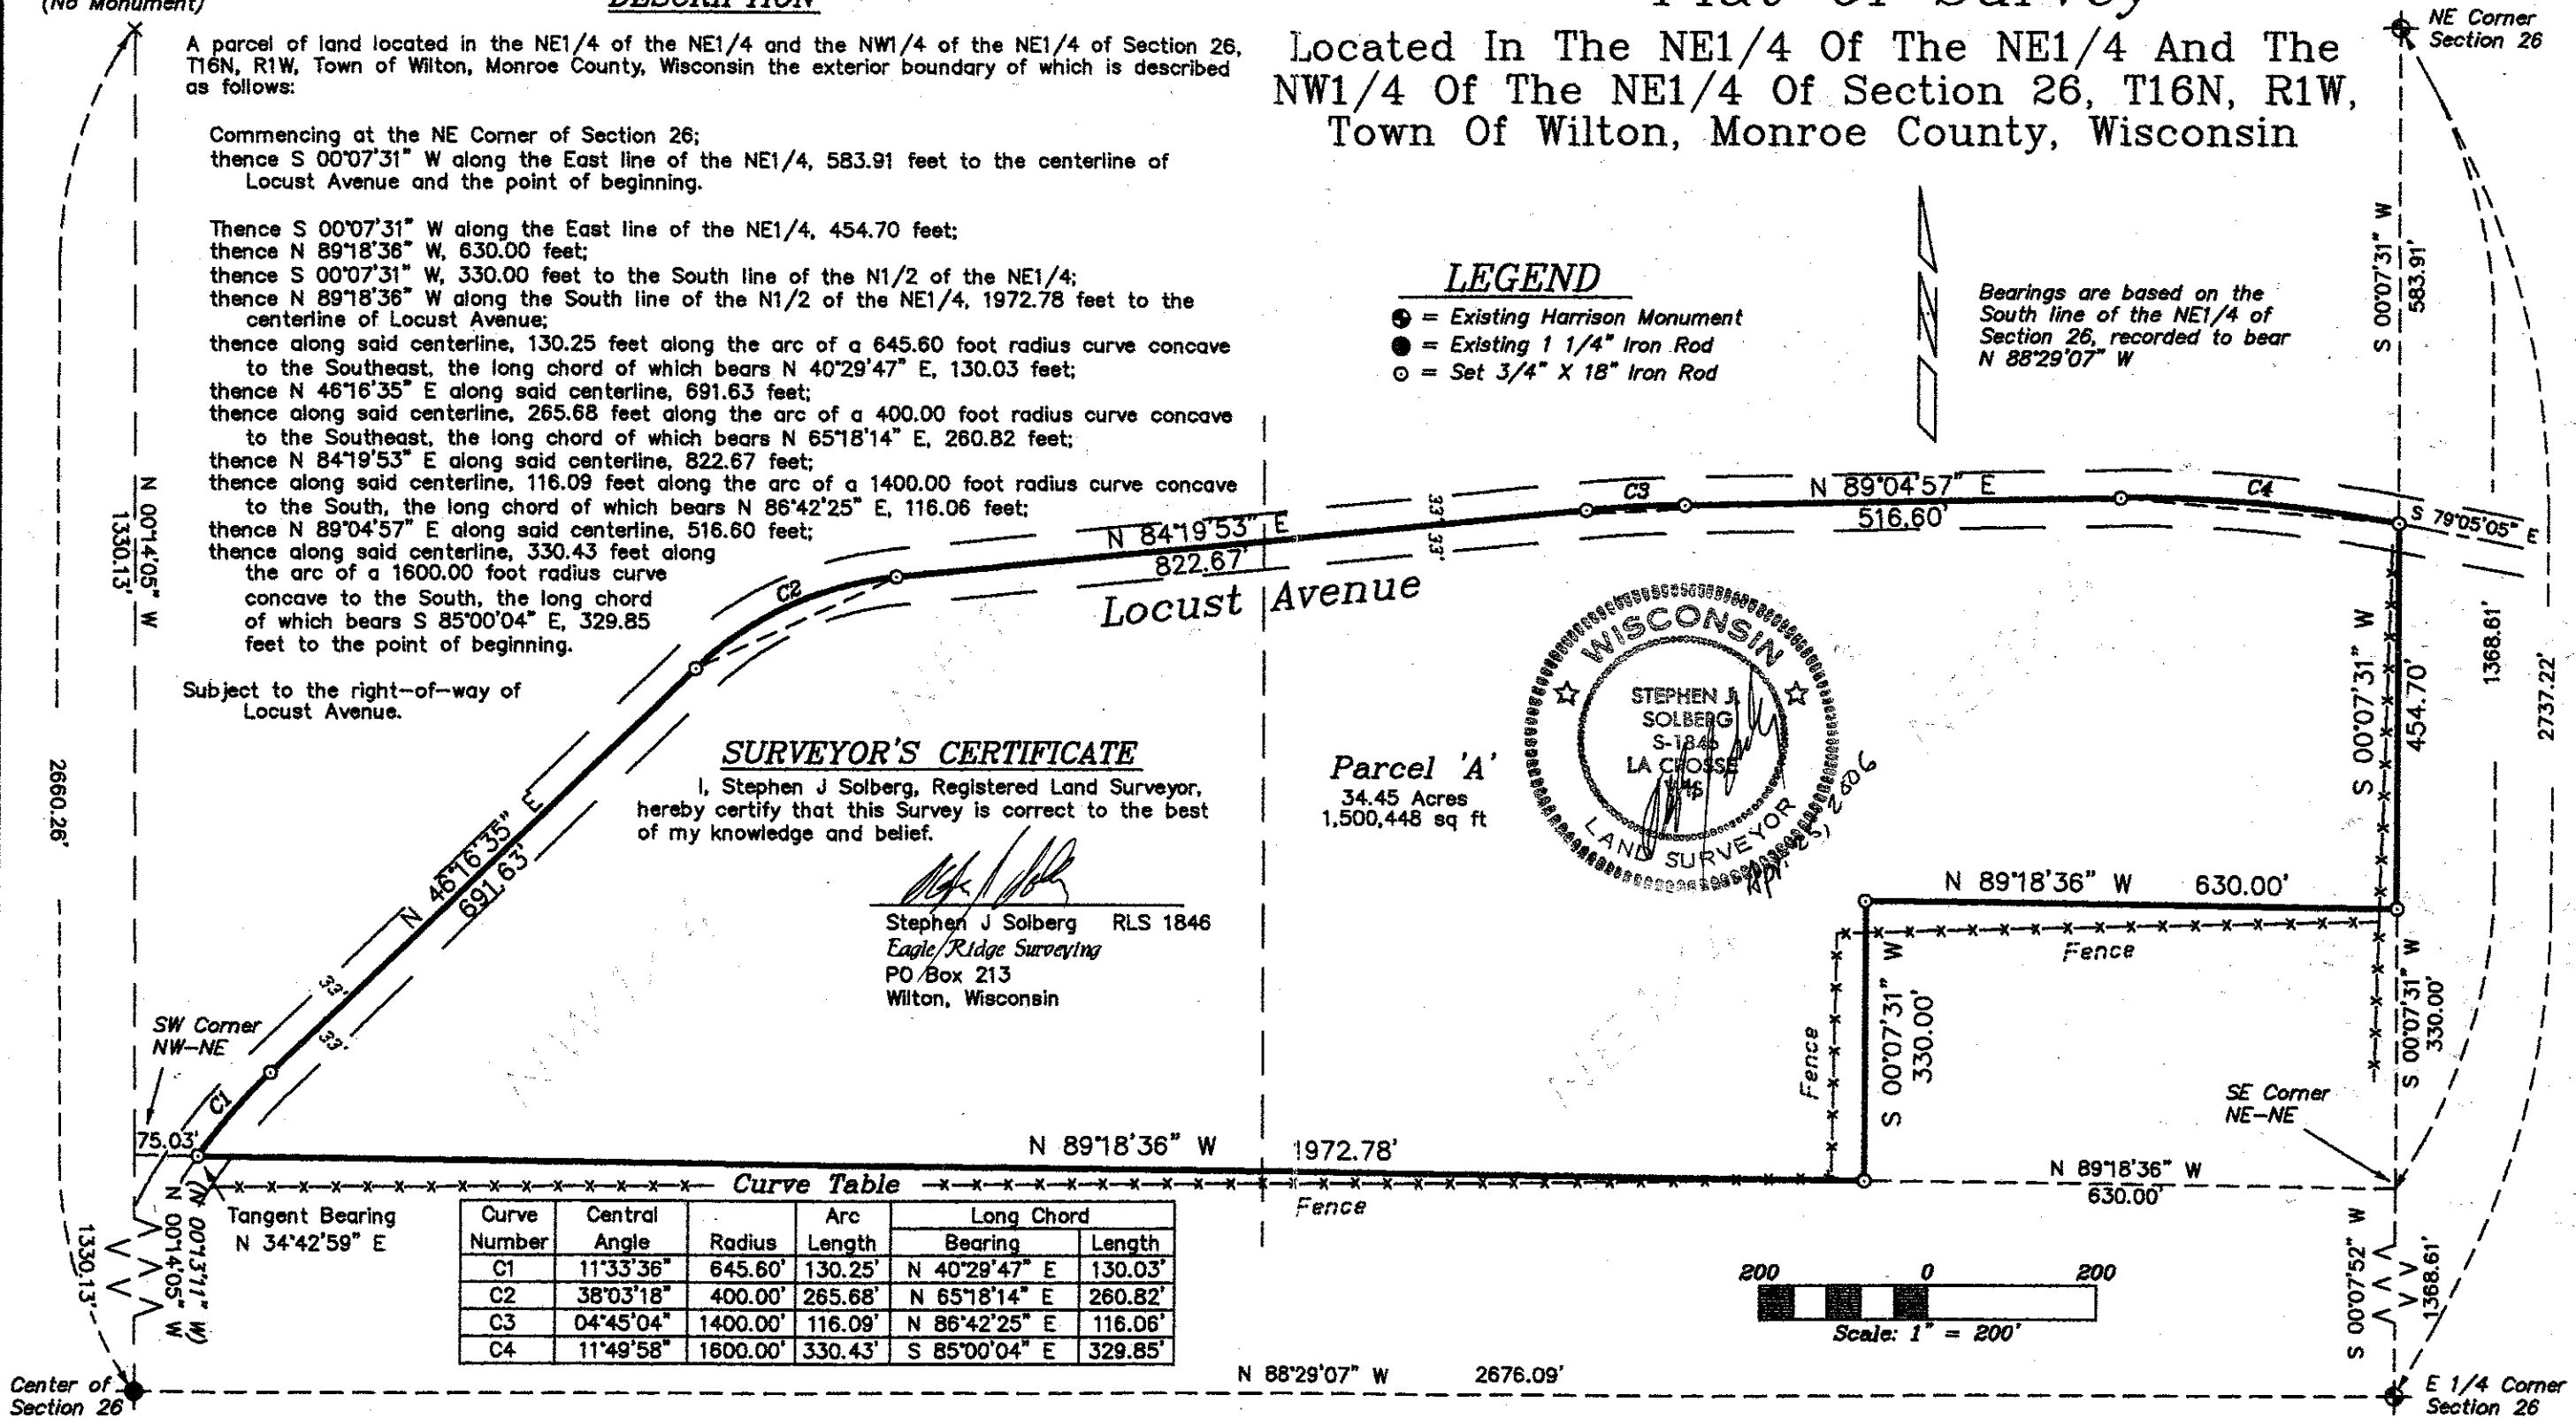 (No Monument)
DESCRIPTION
A parcel of land located in the NE1/4 of the NE1/4 and the NW1/4 of the NE1/4 of Section 26,
T16N, R1W, Town of Wilton, Monroe County, Wisconsin the exterior boundary of which is described
as follows:
Commencing at the NE Corner of Section 26;
thence S 00°07'31" W along the East line of the NE1/4, 583.91 feet to the centerline of
Locust Avenue and the point of beginning.
Thence S 00°07'31" W along the East line of the NE1/4, 454.70 feet;
thence N 89°18'36" W, 630.00 feet;
thence S 00°07'31" W, 330.00 feet to the South line of the N1/2 of the NE1/4;
thence N 89°18'36" W along the South line of the N1/2 of the NE1/4, 1972.78 feet to the
centerline of Locust Avenue;
thence along said centerline, 130.25 feet along the arc of a 645.60 foot radius curve concave
to the Southeast, the long chord of which bears N 40°29'47" E, 130.03 feet;
thence N 46°16'35" E along said centerline, 691.63 feet;
thence along said centerline, 265.68 feet along the arc of a 400.00 foot radius curve concave
to the Southeast, the long chord of which bears N 65°18'14" E, 260.82 feet;
thence N 84°19'53" E along said centerline, 822.67 feet;
thence along said centerline, 116.09 feet along the arc of a 1400.00 foot radius curve concave
to the South, the long chord of which bears N 86°42'25" E, 116.06 feet;
thence N 89°04'57" E along said centerline, 516.60 feet;
thence along said centerline, 330.43 feet along
the arc of a 1600.00 foot radius curve
concave to the South, the long chord
of which bears S 85°00'04" E, 329.85
feet to the point of beginning.
Subject to the right-of-way of
Locust Avenue.
Plat Of Survey
Located In The NE1/4 Of The NE1/4 And The
NW1/4 Of The NE1/4 Of Section 26, T16N, R1W,
Town Of Wilton, Monroe County, Wisconsin
NE Corner
Section 26
LEGEND
= Existing Harrison Monument
= Existing 1 1/4" Iron Rod
= Set 3/4" X 18" Iron Rod
N
Bearings are based on the
South line of the NE1/4 of
Section 26, recorded to bear
N 88°29'07" W
S 00°07'31" W
583.91'
N 00°14'05" W
1330.13'
2660.26'
N 84°19'53" E
822.67'
33'
33'
C3
N 89°04'57" E
516.60'
C4
S 79°05'05" E
C2
Locust Avenue
1368.61'
2737.22'
S 00°07'31" W
454.70'
WISCONSIN
STEPHEN J.
SOLBERG
S-1846
LA CROSSE
WIS
LAND SURVEYOR
Apr. 25, 2006
Parcel 'A'
34.45 Acres
1,500,448 sq ft
SURVEYOR'S CERTIFICATE
I, Stephen J Solberg, Registered Land Surveyor,
hereby certify that this Survey is correct to the best
of my knowledge and belief.
Stephen J Solberg RLS 1846
Eagle Ridge Surveying
PO Box 213
Wilton, Wisconsin
N 46°16'35" E
691.63'
33'
33'
SW Corner
NW-NE
C1
75.03'
N 89°18'36" W 630.00'
Fence
S 00°07'31" W
330.00'
Fence
S 00°07'31" W
330.00'
SE Corner
NE-NE
NW1/4
NE1/4
N 89°18'36" W 1972.78'
Fence
N 89°18'36" W
630.00'
Tangent Bearing
N 34°42'59" E
(N 00°13'11" W)
N 00°14'05" W
1330.13'
Curve Table
Curve Number Central Angle Radius Arc Length Long Chord Bearing Length
C1 11°33'36" 645.60' 130.25' N 40°29'47" E 130.03'
C2 38°03'18" 400.00' 265.68' N 65°18'14" E 260.82'
C3 04°45'04" 1400.00' 116.09' N 86°42'25" E 116.06'
C4 11°49'58" 1600.00' 330.43' S 85°00'04" E 329.85'
200 0 200
Scale: 1" = 200'
S 00°07'52" W
1368.61'
N 88°29'07" W 2676.09'
Center of
Section 26
E 1/4 Corner
Section 26